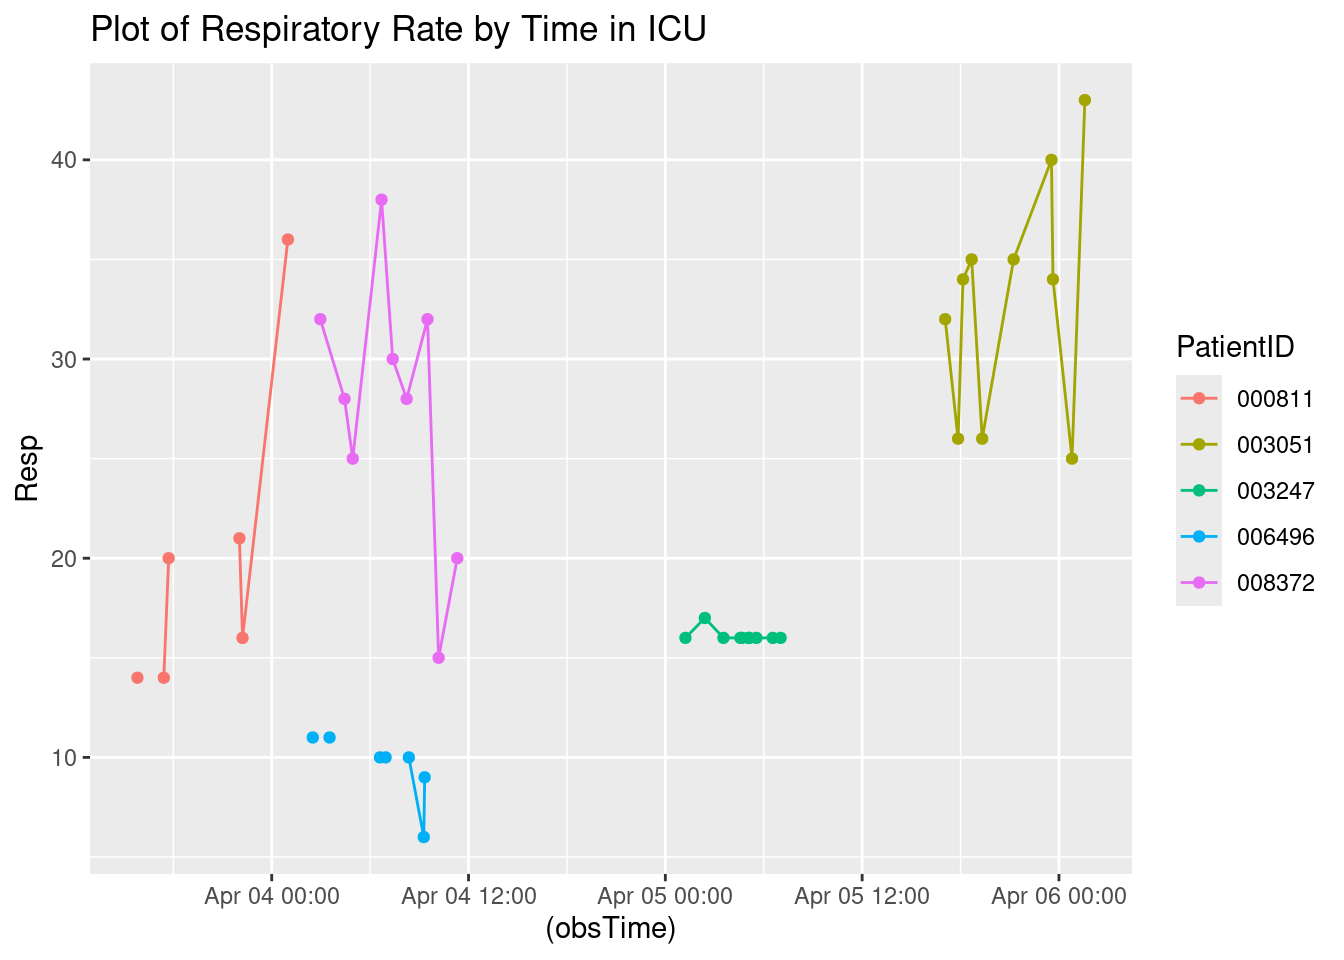 Plot of Respiratory Rate by Time in ICU
40
30
20
10
Resp
Apr 04 00:00
Apr 04 12:00
Apr 05 00:00
Apr 05 12:00
Apr 06 00:00
(obsTime)
PatientID
000811
003051
003247
006496
008372